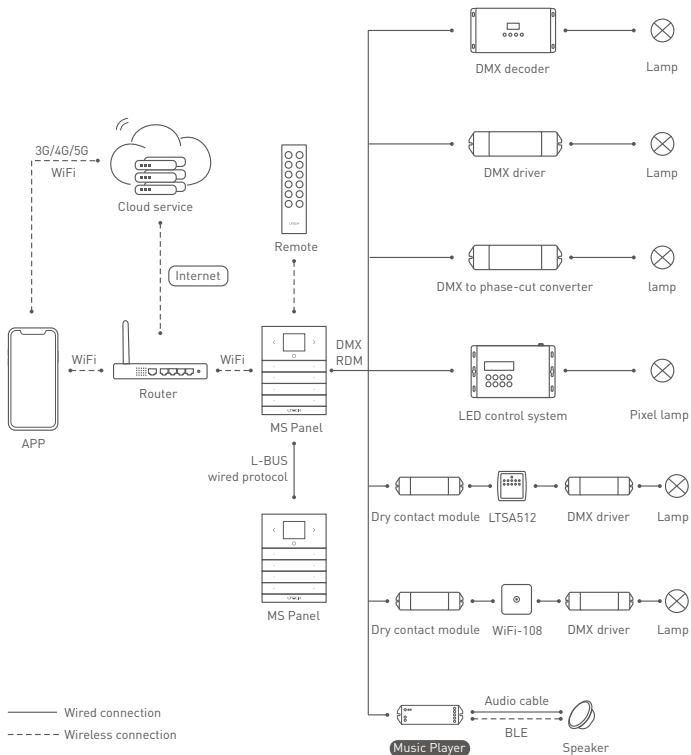 DMX decoder
Lamp
3G/4G/5G
WiFi
Cloud service
DMX driver
Lamp
Remote
Internet
DMX to phase-cut converter
lamp
WiFi
Router
WiFi
DMX
RDM
APP
MS Panel
LED control system
Pixel lamp
L-BUS
wired protocol
Dry contact module
LTSA512
DMX driver
Lamp
MS Panel
Dry contact module
WiFi-108
DMX driver
Lamp
Wired connection
Wireless connection
Audio cable
BLE
Music Player
Speaker